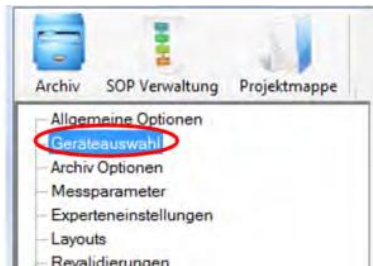 Archiv SOP Verwaltung Projektmappe
Allgemeine Optionen
Geräteauswahl
Archiv Optionen
Messparameter
Experteneinstellungen
Layouts
Revalidierungen